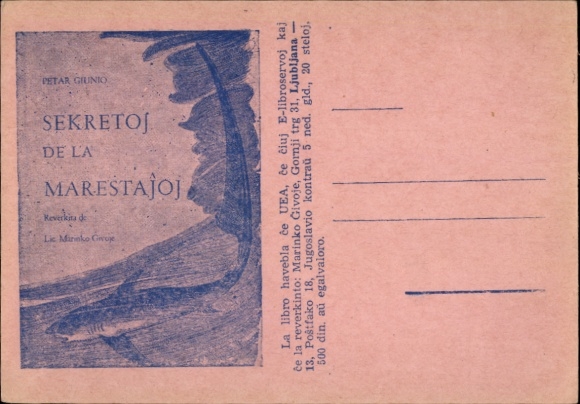 PETAR GIUNIO
SEKRETOJ
DE LA
MARESTAĴOJ
Reverkita de
Lic. Marinko Givoje
La libro havebla ĉe UEA, ĉe ĉiuj E-libroservoj kaj
ĉe la reverkinto: Marinko Ĝivoje, Gornji trg 31, Ljubljana —
13, Poŝtfako 18, Jugoslavio kontraŭ 5 ned. gld., 20 steloj,
500 din. aŭ egalvaloro.